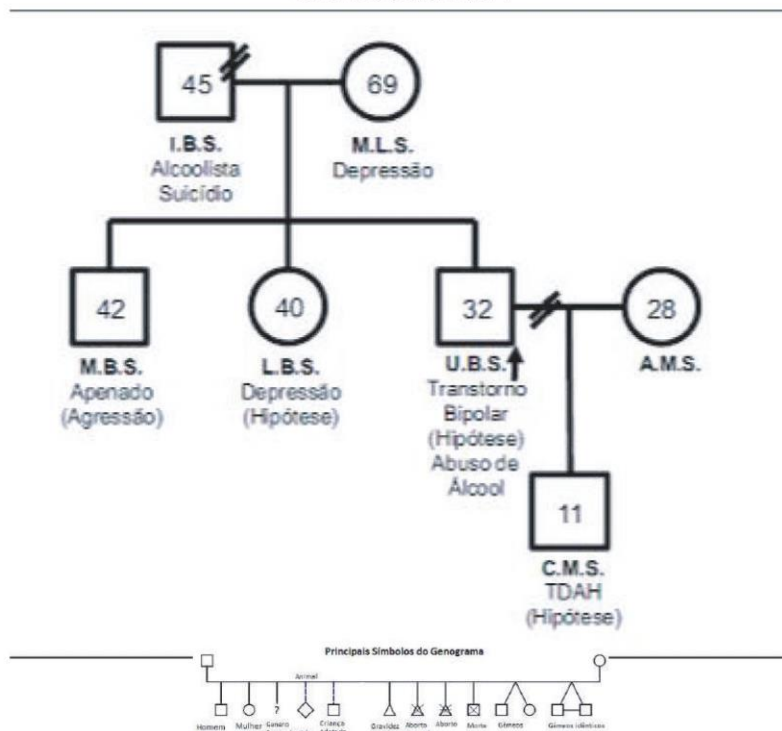 45
69
I.B.S.
Alcoolista
Suicídio
M.L.S.
Depressão
42
40
32
28
M.B.S.
Apenado
(Agressão)
L.B.S.
Depressão
(Hipótese)
U.B.S.
Transtorno
Bipolar
(Hipótese)
Abuso de
Álcool
A.M.S.
11
C.M.S.
TDAH
(Hipótese)
Principais Símbolos do Genograma
Animal
?
Homem
Mulher
Genero
Criança
Gravidez
Aborto
Aborto
Morte
Gêmeos
Gêmeos Idênticos